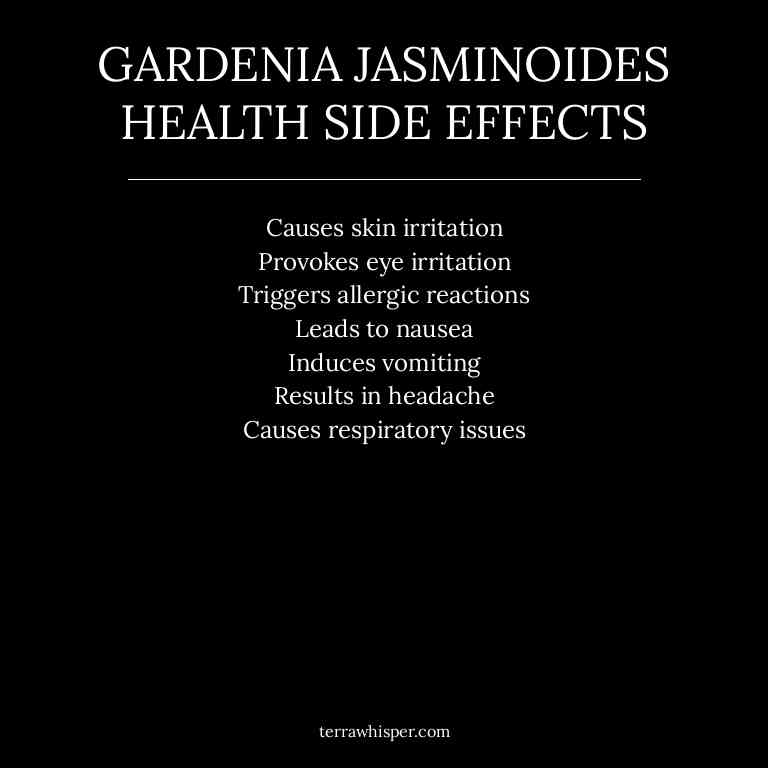 GARDENIA JASMINOIDES
HEALTH SIDE EFFECTS
Causes skin irritation
Provokes eye irritation
Triggers allergic reactions
Leads to nausea
Induces vomiting
Results in headache
Causes respiratory issues
terrawhisper.com